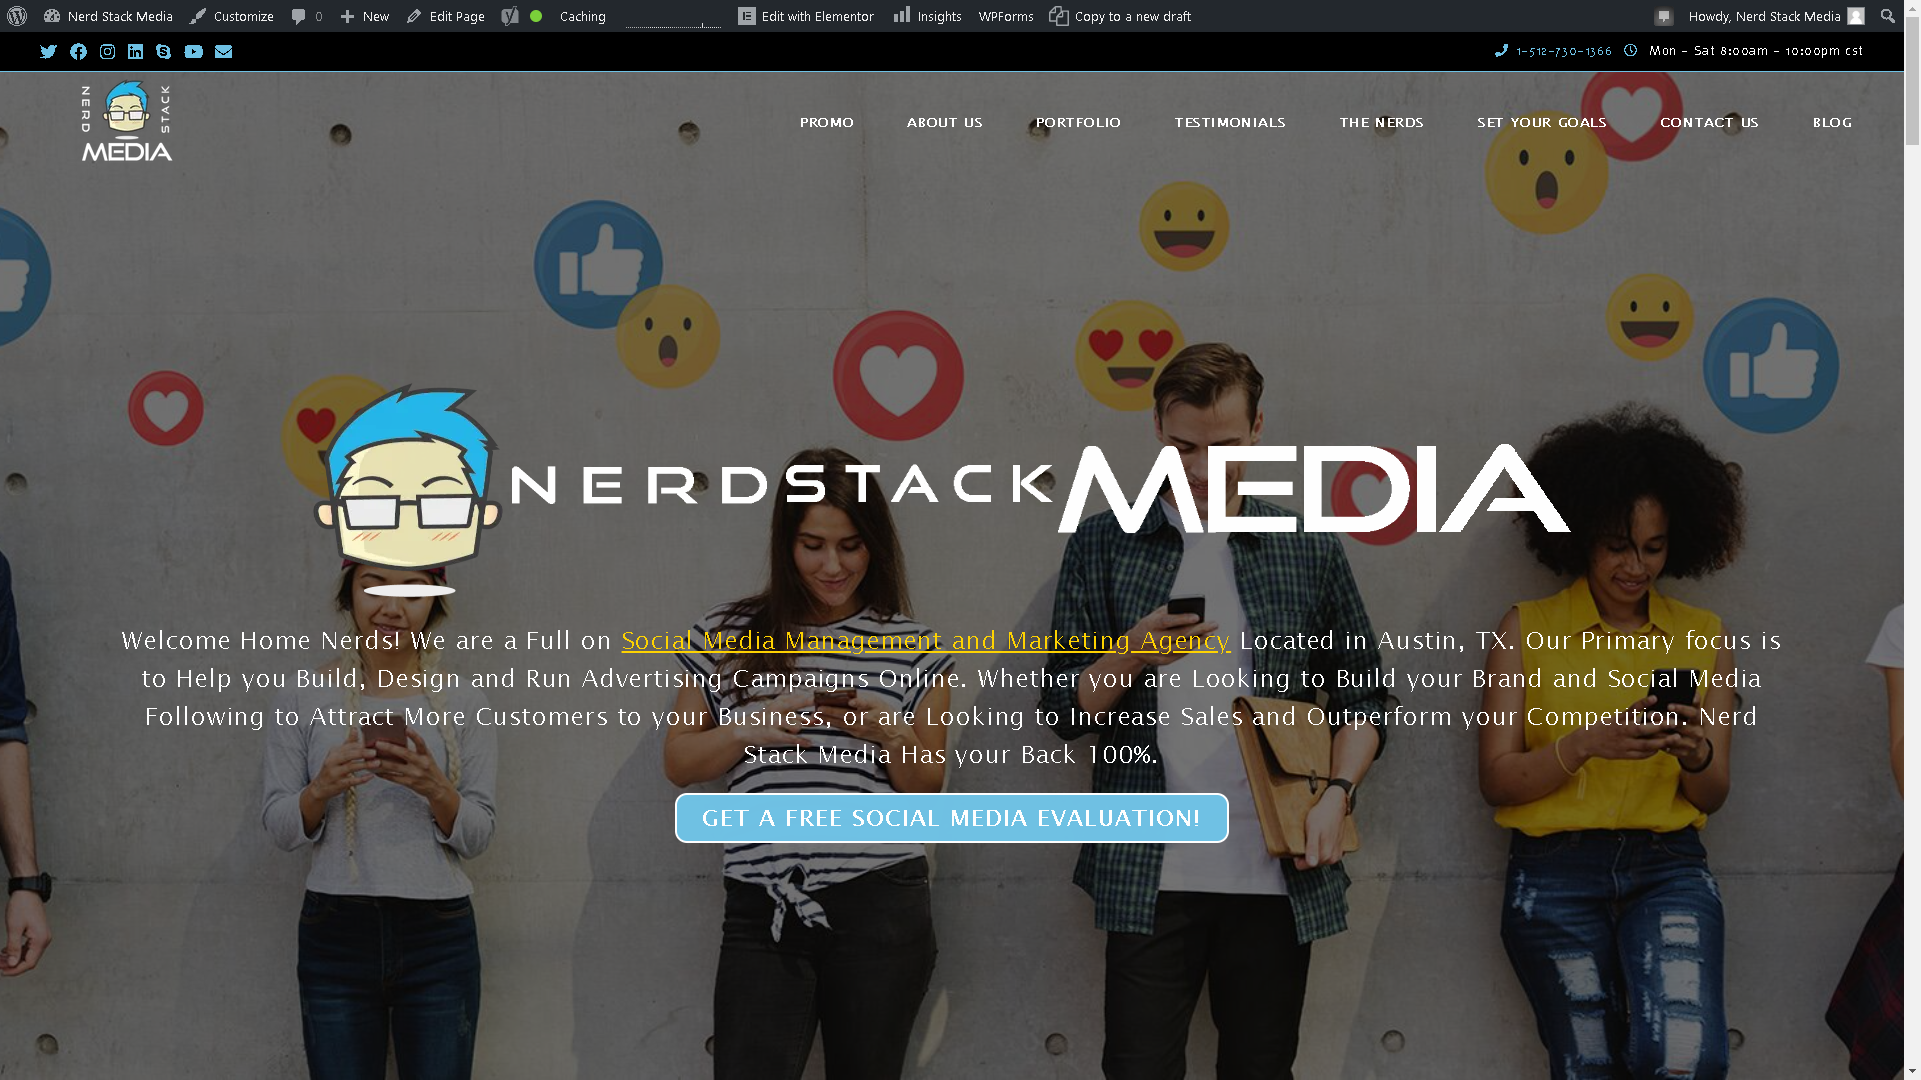 Nerd Stack Media Customize 0 New Edit Page Caching Edit with Elementor Insights WPForms Copy to a new draft Howdy, Nerd Stack Media
1-512-730-1366 Mon - Sat 8:00am - 10:00pm cst
NERD STACK
MEDIA
PROMO ABOUT US PORTFOLIO TESTIMONIALS THE NERDS SET YOUR GOALS CONTACT US BLOG
NERDSTACKMEDIA
Welcome Home Nerds! We are a Full on Social Media Management and Marketing Agency Located in Austin, TX. Our Primary focus is
to Help you Build, Design and Run Advertising Campaigns Online. Whether you are Looking to Build your Brand and Social Media
Following to Attract More Customers to your Business, or are Looking to Increase Sales and Outperform your Competition. Nerd
Stack Media Has your Back 100%.
GET A FREE SOCIAL MEDIA EVALUATION!